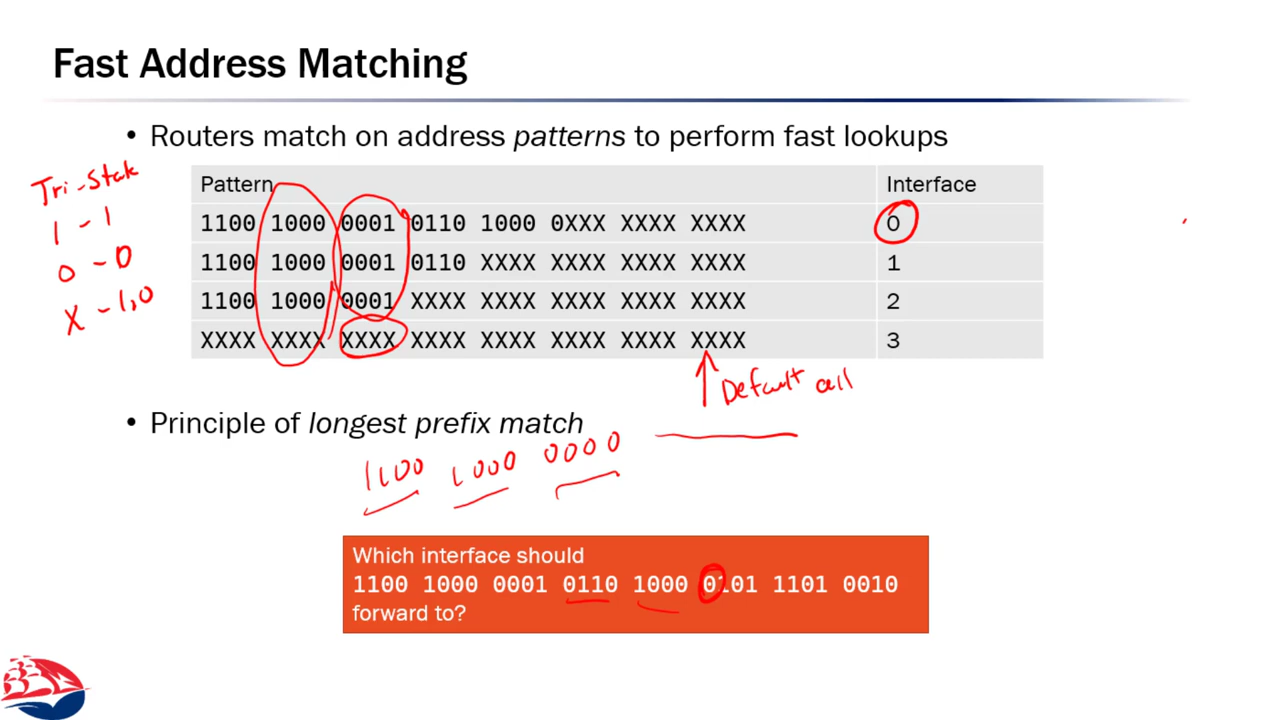 Fast Address Matching
• Routers match on address patterns to perform fast lookups
Tri-State
1 - 1
0 - 0
X - 1,0
Pattern Interface
1100 1000 0001 0110 1000 0XXX XXXX XXXX 0
1100 1000 0001 0110 XXXX XXXX XXXX XXXX 1
1100 1000 0001 XXXX XXXX XXXX XXXX XXXX 2
XXXX XXXX XXXX XXXX XXXX XXXX XXXX XXXX 3
Default all
• Principle of longest prefix match
1100 1000 0000
Which interface should
1100 1000 0001 0110 1000 0101 1101 0010
forward to?